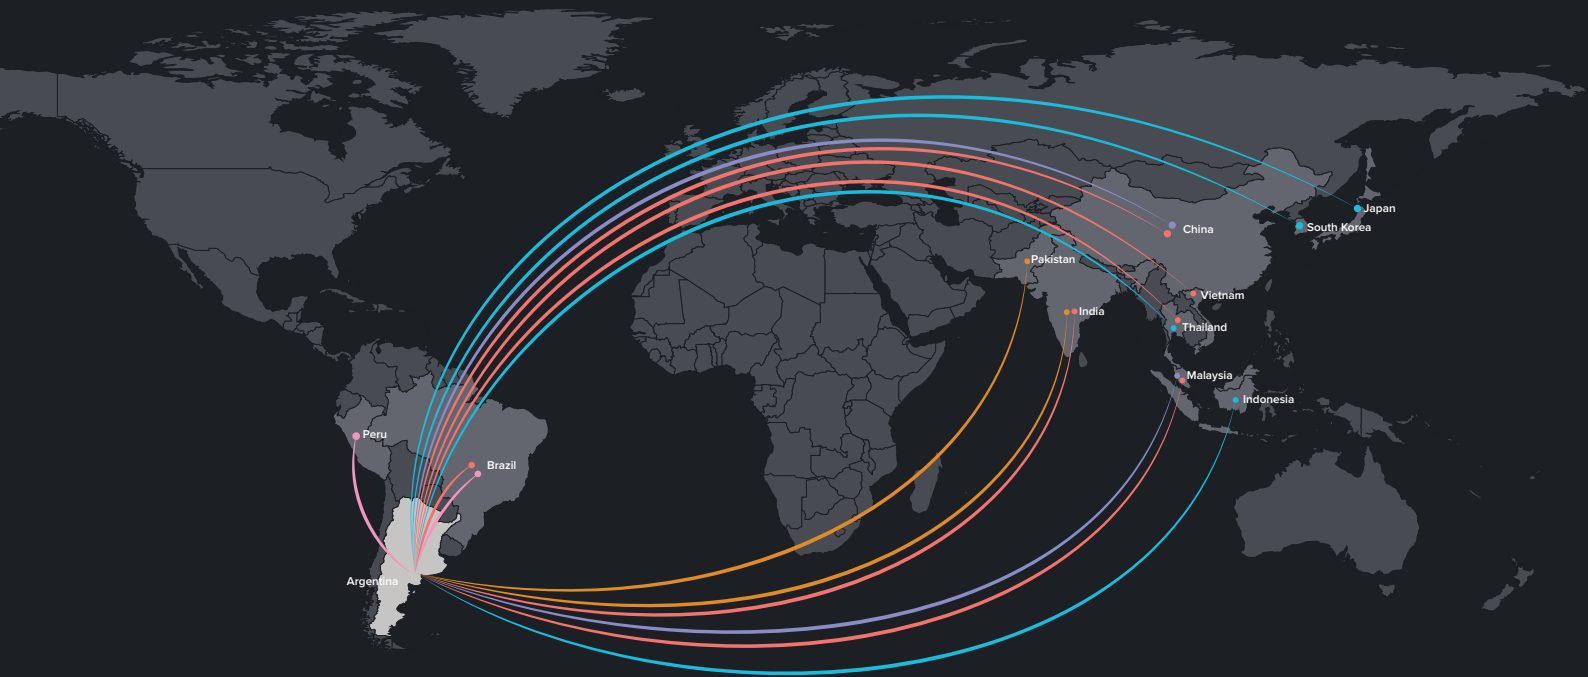 Japan
South Korea
China
Pakistan
Vietnam
India
Thailand
Malaysia
Indonesia
Peru
Brazil
Argentina